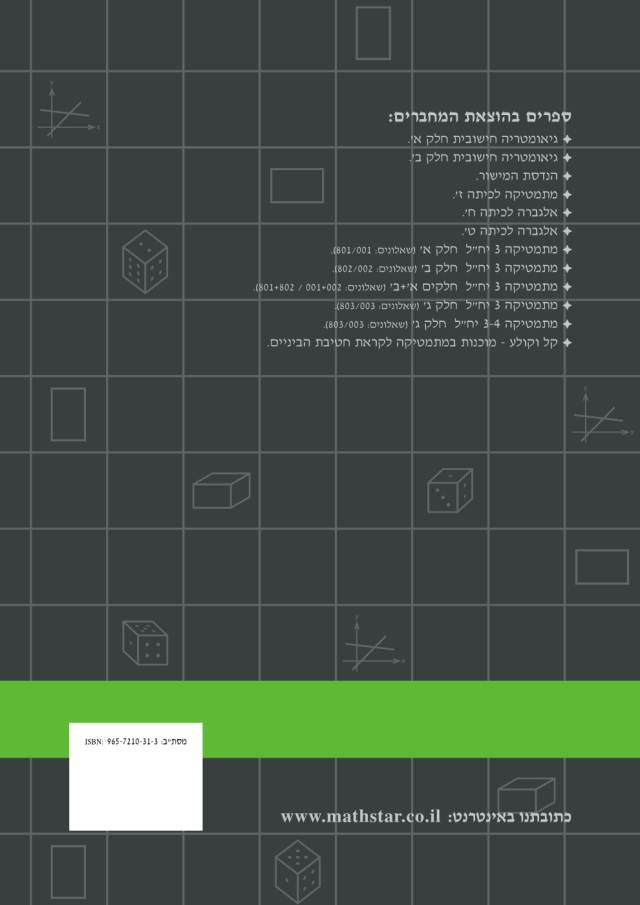 ספרים בהוצאת המחברים:
✦ גיאומטריה חישובית חלק א׳.
✦ גיאומטריה חישובית חלק ב׳.
✦ הנדסת המישור.
✦ מתמטיקה לכיתה ז׳.
✦ אלגברה לכיתה ח׳.
✦ אלגברה לכיתה ט׳.
✦ מתמטיקה 3 יח״ל חלק א׳ (שאלונים: 801/001).
✦ מתמטיקה 3 יח״ל חלק ב׳ (שאלונים: 802/002).
✦ מתמטיקה 3 יח״ל חלקים א׳+ב׳ (שאלונים: 001+002 / 801+802).
✦ מתמטיקה 3 יח״ל חלק ג׳ (שאלונים: 803/003).
✦ מתמטיקה 3-4 יח״ל חלק ג׳ (שאלונים: 803/003).
✦ קל וקולע - מוכנות במתמטיקה לקראת חטיבת הביניים.
מסת״ב: ISBN: 965-7210-31-3
כתובתנו באינטרנט: www.mathstar.co.il